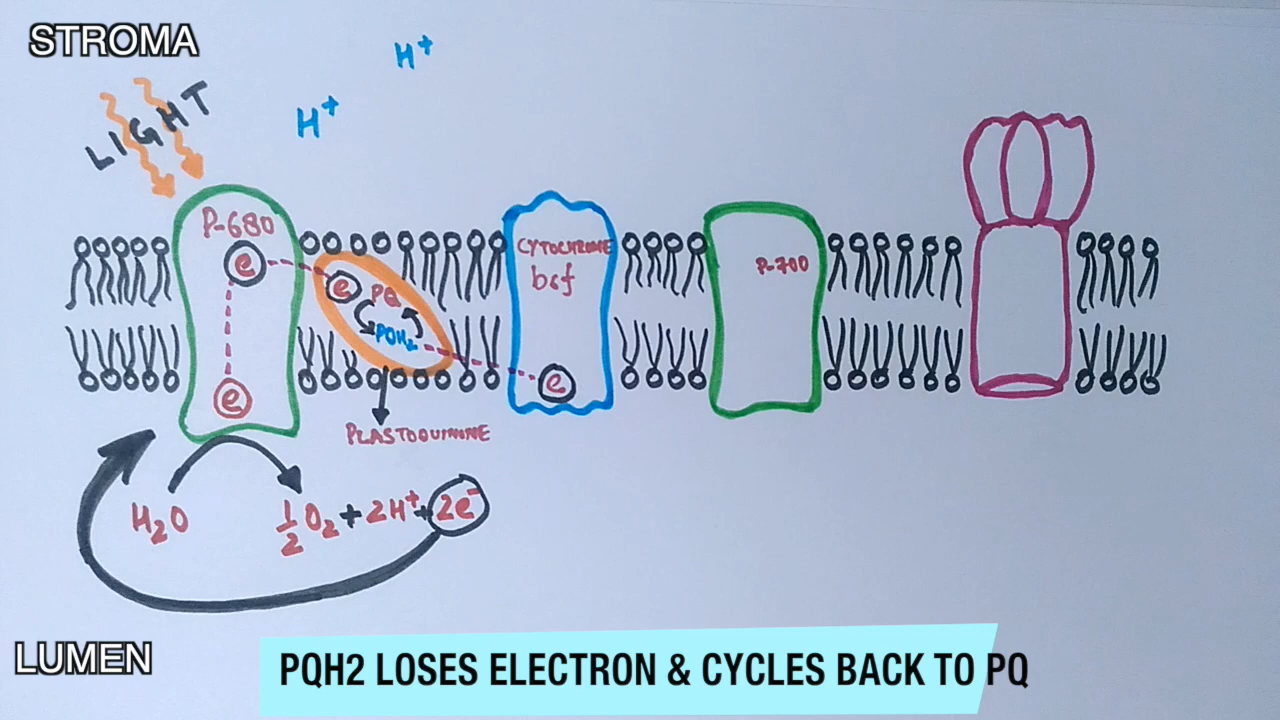 STROMA
H+
H+
LIGHT
P-680
e
e
e
PQ
PQH2
CYTOCHROME
b6f
e
P-700
PLASTOQUINONE
H2O
1/2 O2 + 2H+ + 2e-
LUMEN
PQH2 LOSES ELECTRON & CYCLES BACK TO PQ